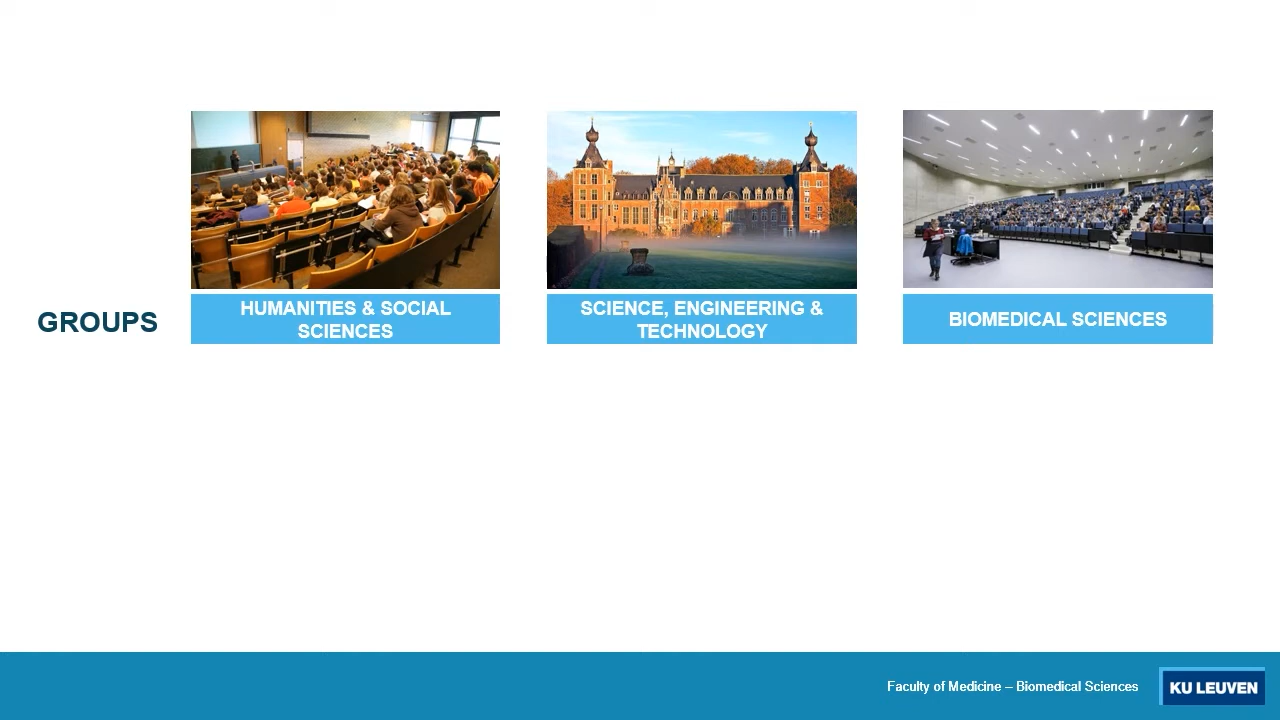 GROUPS
HUMANITIES & SOCIAL
SCIENCES
SCIENCE, ENGINEERING &
TECHNOLOGY
BIOMEDICAL SCIENCES
Faculty of Medicine – Biomedical Sciences
KU LEUVEN